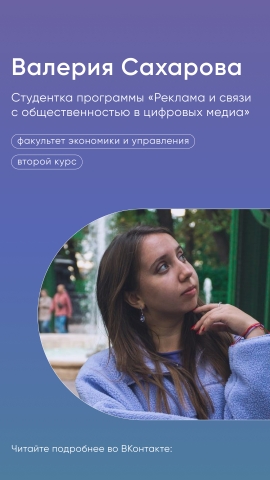 Валерия Сахарова
Студентка программы «Реклама и связи
с общественностью в цифровых медиа»
факультет экономики и управления
второй курс
Читайте подробнее во ВКонтакте: